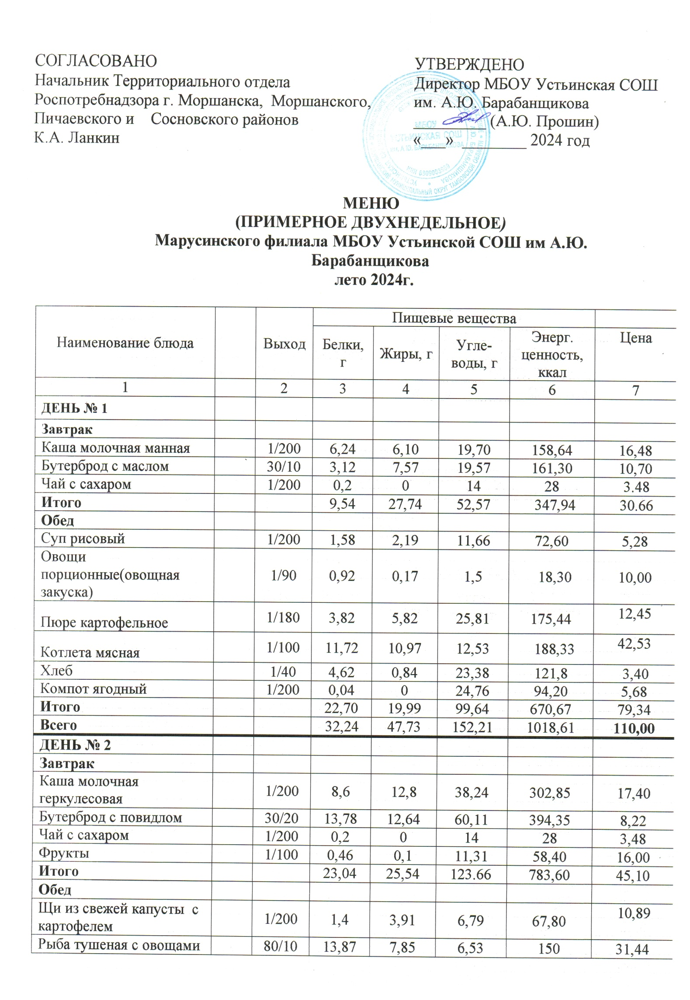 СОГЛАСОВАНО
Начальник Территориального отдела
Роспотребнадзора г. Моршанска, Моршанского,
Пичаевского и Сосновского районов
К.А. Ланкин
УТВЕРЖДЕНО
Директор МБОУ Устьинская СОШ
им. А.Ю. Барабанщикова
_________ (А.Ю. Прошин)
«___» ________ 2024 год
МБОУ
УСТЬИНСКАЯ СОШ
им. А.Ю. БАРАБАНЩИКОВА
МУНИЦИПАЛЬНЫЙ ОКРУГ ТАМБОВСКОЙ ОБЛАСТИ
МЕНЮ
(ПРИМЕРНОЕ ДВУХНЕДЕЛЬНОЕ)
Марусинского филиала МБОУ Устьинской СОШ им А.Ю.
Барабанщикова
лето 2024г.
Наименование блюда Выход Пищевые вещества
Белки, г Жиры, г Угле-воды, г Энерг. ценность, ккал Цена
1 2 3 4 5 6 7
ДЕНЬ № 1
Завтрак
Каша молочная манная 1/200 6,24 6,10 19,70 158,64 16,48
Бутерброд с маслом 30/10 3,12 7,57 19,57 161,30 10,70
Чай с сахаром 1/200 0,2 0 14 28 3.48
Итого 9,54 27,74 52,57 347,94 30.66
Обед
Суп рисовый 1/200 1,58 2,19 11,66 72,60 5,28
Овощи
порционные(овощная
закуска) 1/90 0,92 0,17 1,5 18,30 10,00
Пюре картофельное 1/180 3,82 5,82 25,81 175,44 12,45
Котлета мясная 1/100 11,72 10,97 12,53 188,33 42,53
Хлеб 1/40 4,62 0,84 23,38 121,8 3,40
Компот ягодный 1/200 0,04 0 24,76 94,20 5,68
Итого 22,70 19,99 99,64 670,67 79,34
Всего 32,24 47,73 152,21 1018,61 110,00
ДЕНЬ № 2
Завтрак
Каша молочная
геркулесовая 1/200 8,6 12,8 38,24 302,85 17,40
Бутерброд с повидлом 30/20 13,78 12,64 60,11 394,35 8,22
Чай с сахаром 1/200 0,2 0 14 28 3,48
Фрукты 1/100 0,46 0,1 11,31 58,40 16,00
Итого 23,04 25,54 123.66 783,60 45,10
Обед
Щи из свежей капусты с
картофелем 1/200 1,4 3,91 6,79 67,80 10,89
Рыба тушеная с овощами 80/10 13,87 7,85 6,53 150 31,44